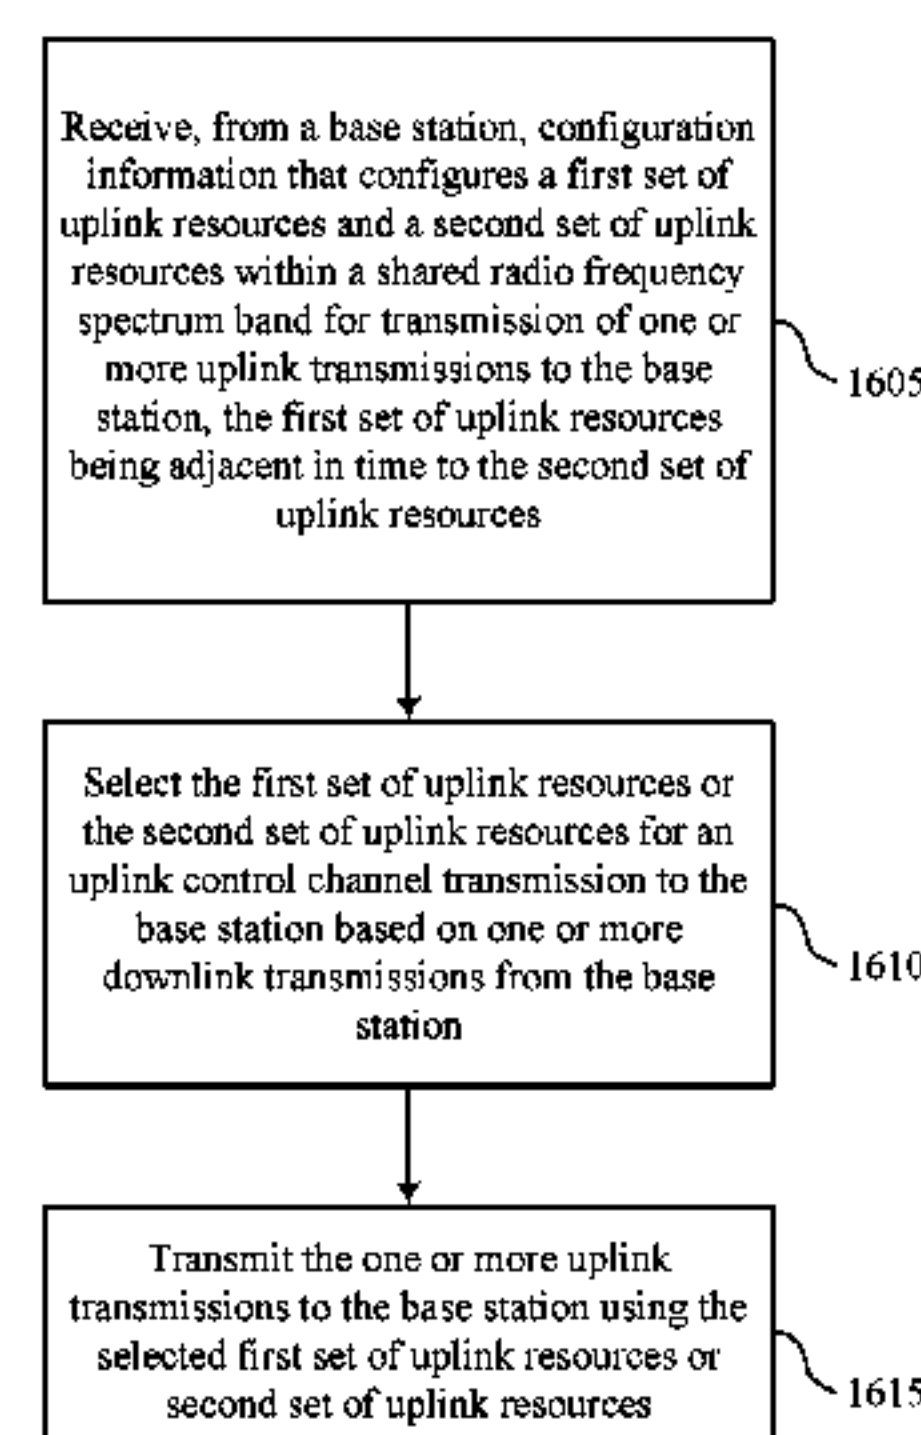 Receive, from a base station, configuration
information that configures a first set of
uplink resources and a second set of uplink
resources within a shared radio frequency
spectrum band for transmission of one or
more uplink transmissions to the base
station, the first set of uplink resources
being adjacent in time to the second set of
uplink resources
1605
Select the first set of uplink resources or
the second set of uplink resources for an
uplink control channel transmission to the
base station based on one or more
downlink transmissions from the base
station
1610
Transmit the one or more uplink
transmissions to the base station using the
selected first set of uplink resources or
second set of uplink resources
1615